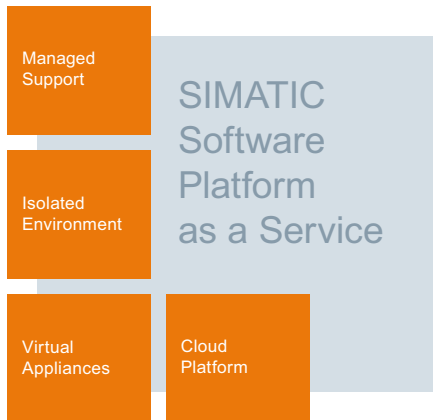 Managed
Support
SIMATIC
Software
Platform
as a Service
Isolated
Environment
Virtual
Appliances
Cloud
Platform